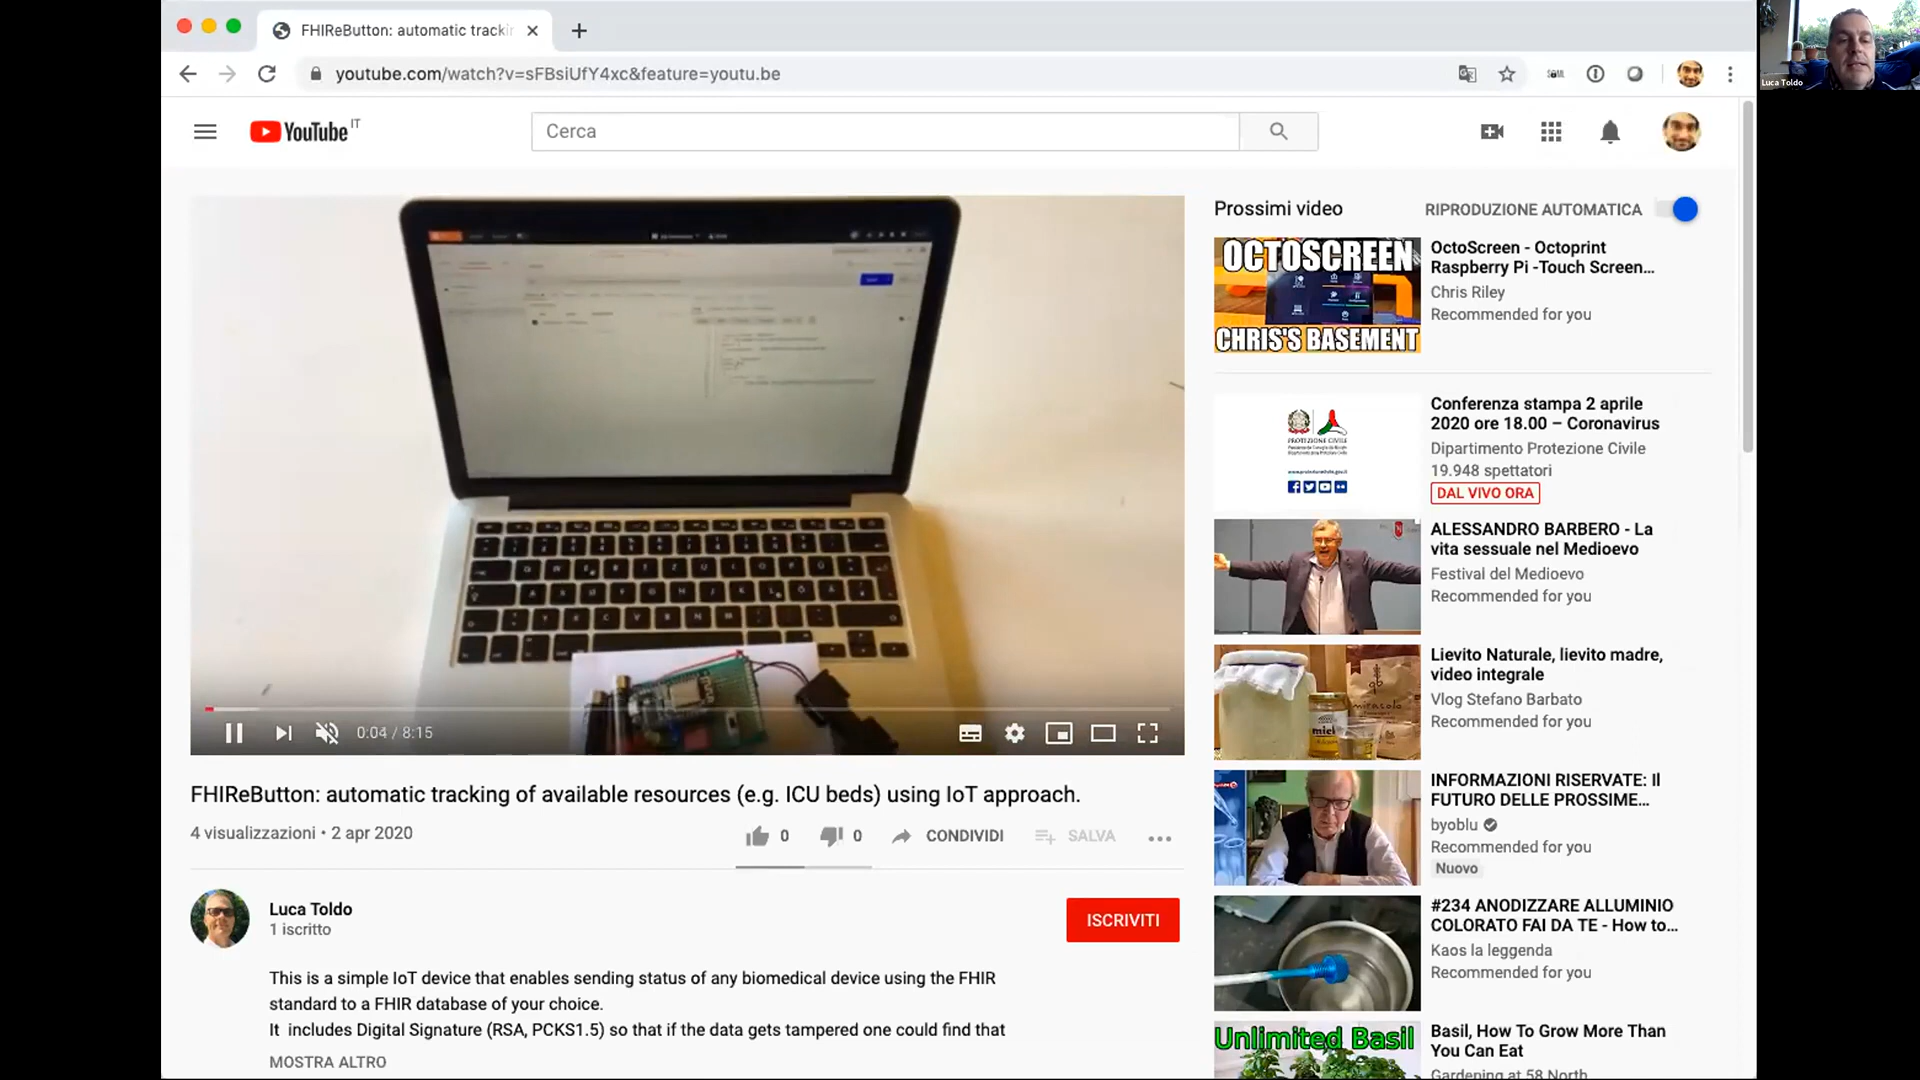 FHIReButton: automatic tracki
youtube.com/watch?v=sFBsiUfY4xc&feature=youtu.be
Luca Toldo
YouTube IT
Cerca
Prossimi video
RIPRODUZIONE AUTOMATICA
OCTOSCREEN
CHRIS'S BASEMENT
OctoScreen - Octoprint
Raspberry Pi -Touch Screen...
Chris Riley
Recommended for you
PROTEZIONE CIVILE
Conferenza stampa 2 aprile
2020 ore 18.00 – Coronavirus
Dipartimento Protezione Civile
19.948 spettatori
DAL VIVO ORA
ALESSANDRO BARBERO - La
vita sessuale nel Medioevo
Festival del Medioevo
Recommended for you
Lievito Naturale, lievito madre,
video integrale
Vlog Stefano Barbato
Recommended for you
INFORMAZIONI RISERVATE: Il
FUTURO DELLE PROSSIME...
byoblu
Recommended for you
Nuovo
#234 ANODIZZARE ALLUMINIO
COLORATO FAI DA TE - How to...
Kaos la leggenda
Recommended for you
Unlimited Basil
Basil, How To Grow More Than
You Can Eat
Gardening at 58 North
0:04 / 8:15
FHIReButton: automatic tracking of available resources (e.g. ICU beds) using IoT approach.
4 visualizzazioni • 2 apr 2020
0
0
CONDIVIDI
SALVA
Luca Toldo
1 iscritto
ISCRIVITI
This is a simple IoT device that enables sending status of any biomedical device using the FHIR
standard to a FHIR database of your choice.
It includes Digital Signature (RSA, PCKS1.5) so that if the data gets tampered one could find that
MOSTRA ALTRO